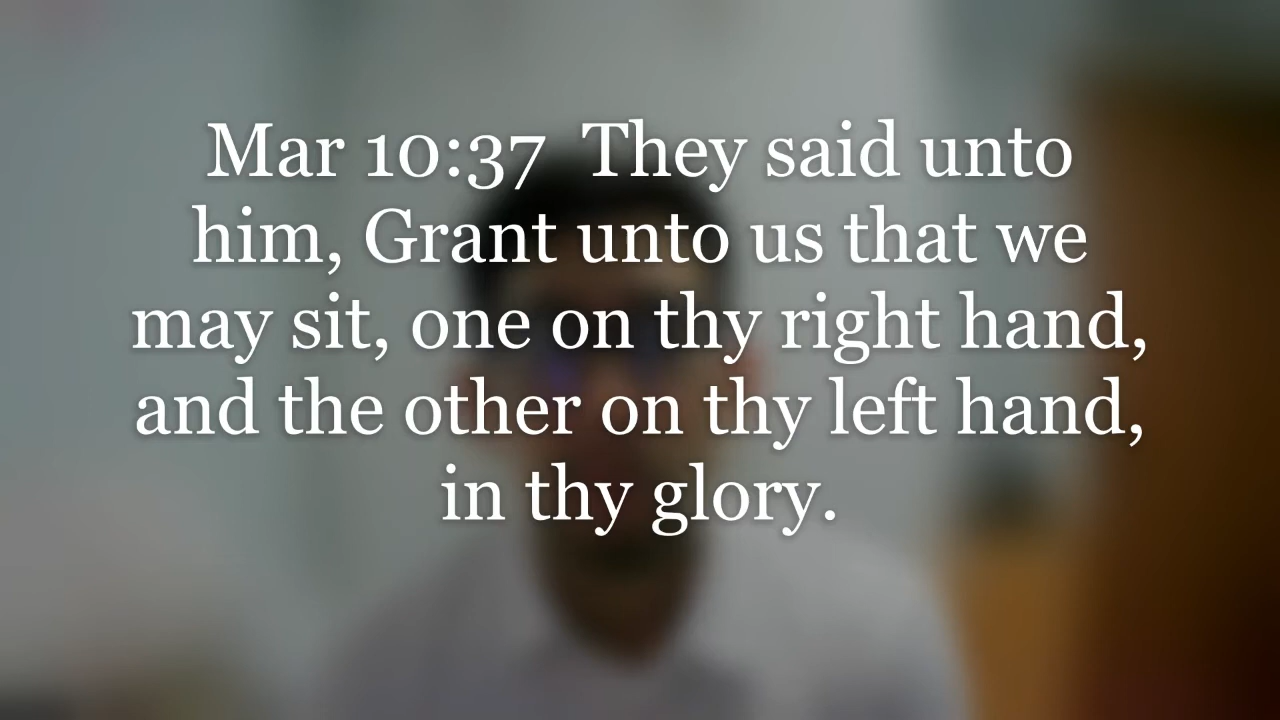 Mar 10:37  They said unto
him, Grant unto us that we
may sit, one on thy right hand,
and the other on thy left hand,
in thy glory.